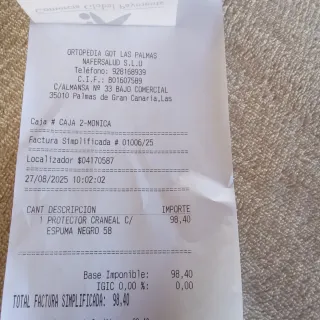 ORTOPEDIA GOT LAS PALMAS
NAFERSALUD S.L.U
Teléfono: 928168939
C.I.F.: B01607589
C/ALMANSA Nº 33 BAJO COMERCIAL
35010 Palmas de Gran Canaria,Las
Caja # CAJA 2-MONICA
Factura Simplificada # 01006/25
Localizador $04170587
27/08/2025 10:02:02
CANT DESCRIPCION IMPORTE
1 PROTECTOR CRANEAL C/ 98,40
ESPUMA NEGRO 58
Base Imponible: 98,40
IGIC 0,00 %: 0,00
TOTAL FACTURA SIMPLIFICADA: 98,40